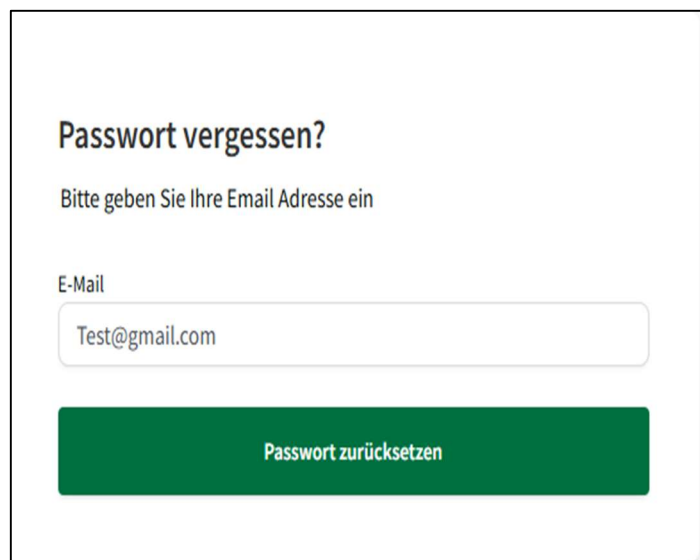 Passwort vergessen?
Bitte geben Sie Ihre Email Adresse ein
E-Mail
Test@gmail.com
Passwort zurücksetzen